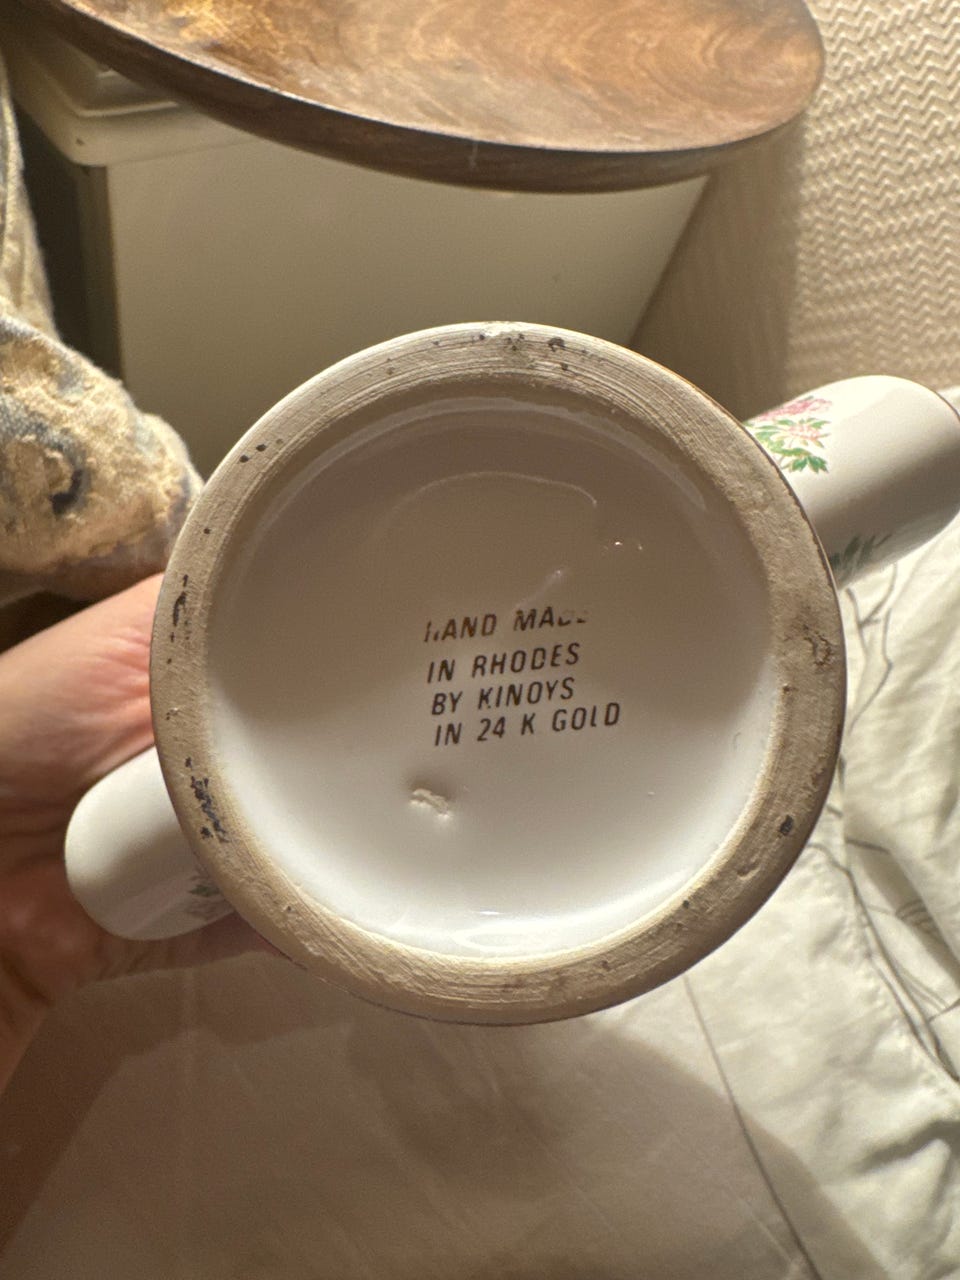 HAND MADE
IN RHODES
BY KINOYS
IN 24 K GOLD